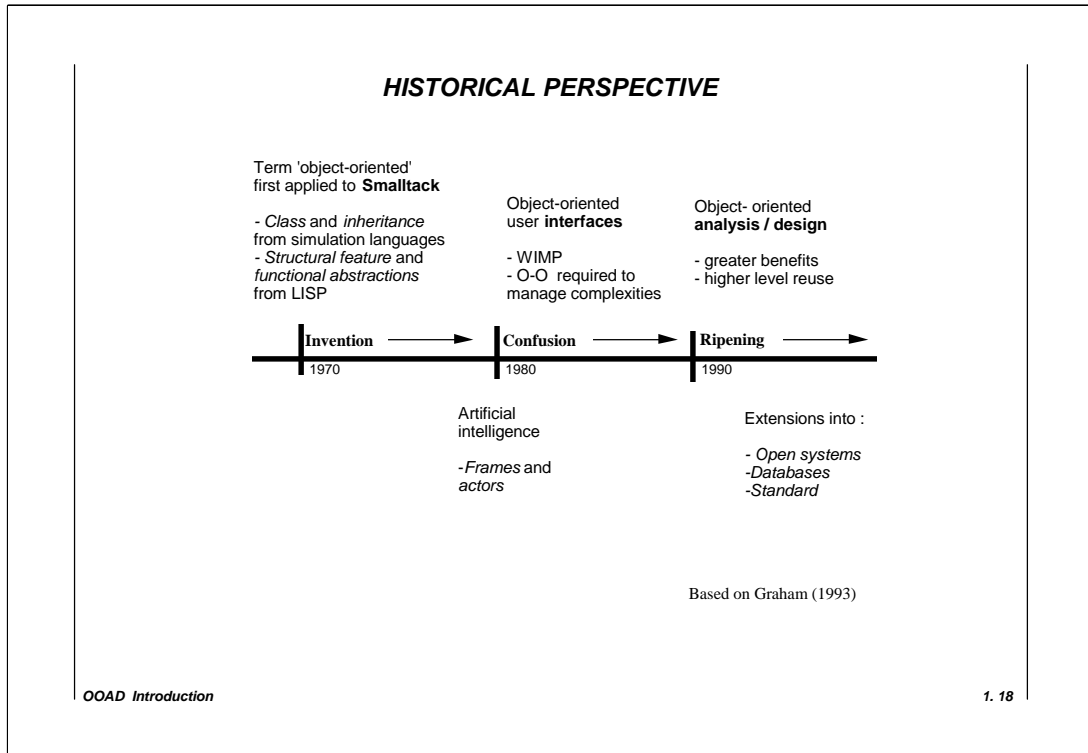 HISTORICAL PERSPECTIVE
Term 'object-oriented'
first applied to Smalltack
- Class and inheritance
from simulation languages
- Structural feature and
functional abstractions
from LISP
Object-oriented
user interfaces
- WIMP
- O-O required to
manage complexities
Object- oriented
analysis / design
- greater benefits
- higher level reuse
Invention
Confusion
Ripening
1970
1980
1990
Artificial
intelligence
-Frames and
actors
Extensions into :
- Open systems
-Databases
-Standard
Based on Graham (1993)
OOAD Introduction
1. 18